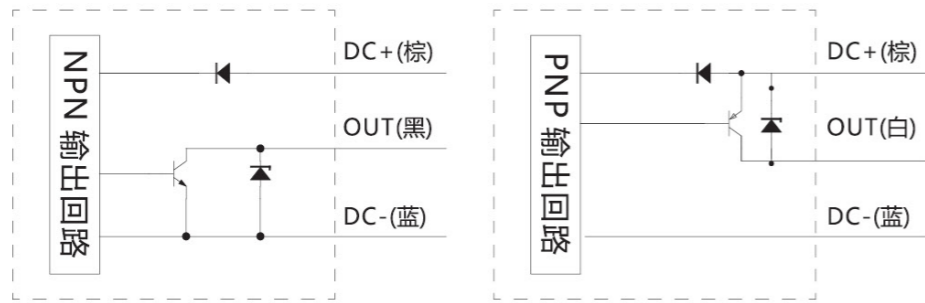 NPN 输出回路
DC+(棕)
OUT(黑)
DC-(蓝)
PNP 输出回路
DC+(棕)
OUT(白)
DC-(蓝)